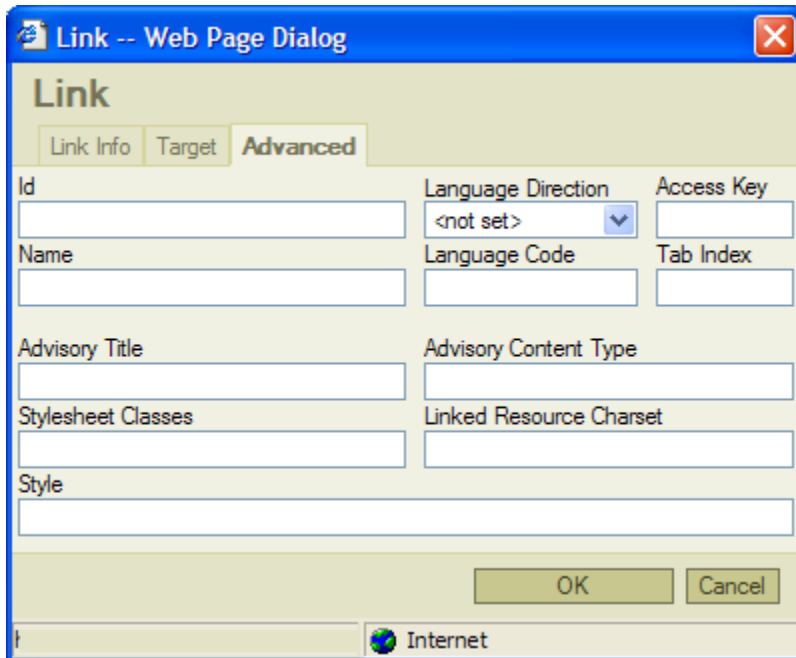 Link -- Web Page Dialog
Link
Link Info Target Advanced
Id Language Direction Access Key
<not set>
Name Language Code Tab Index
Advisory Title Advisory Content Type
Stylesheet Classes Linked Resource Charset
Style
OK Cancel
Internet